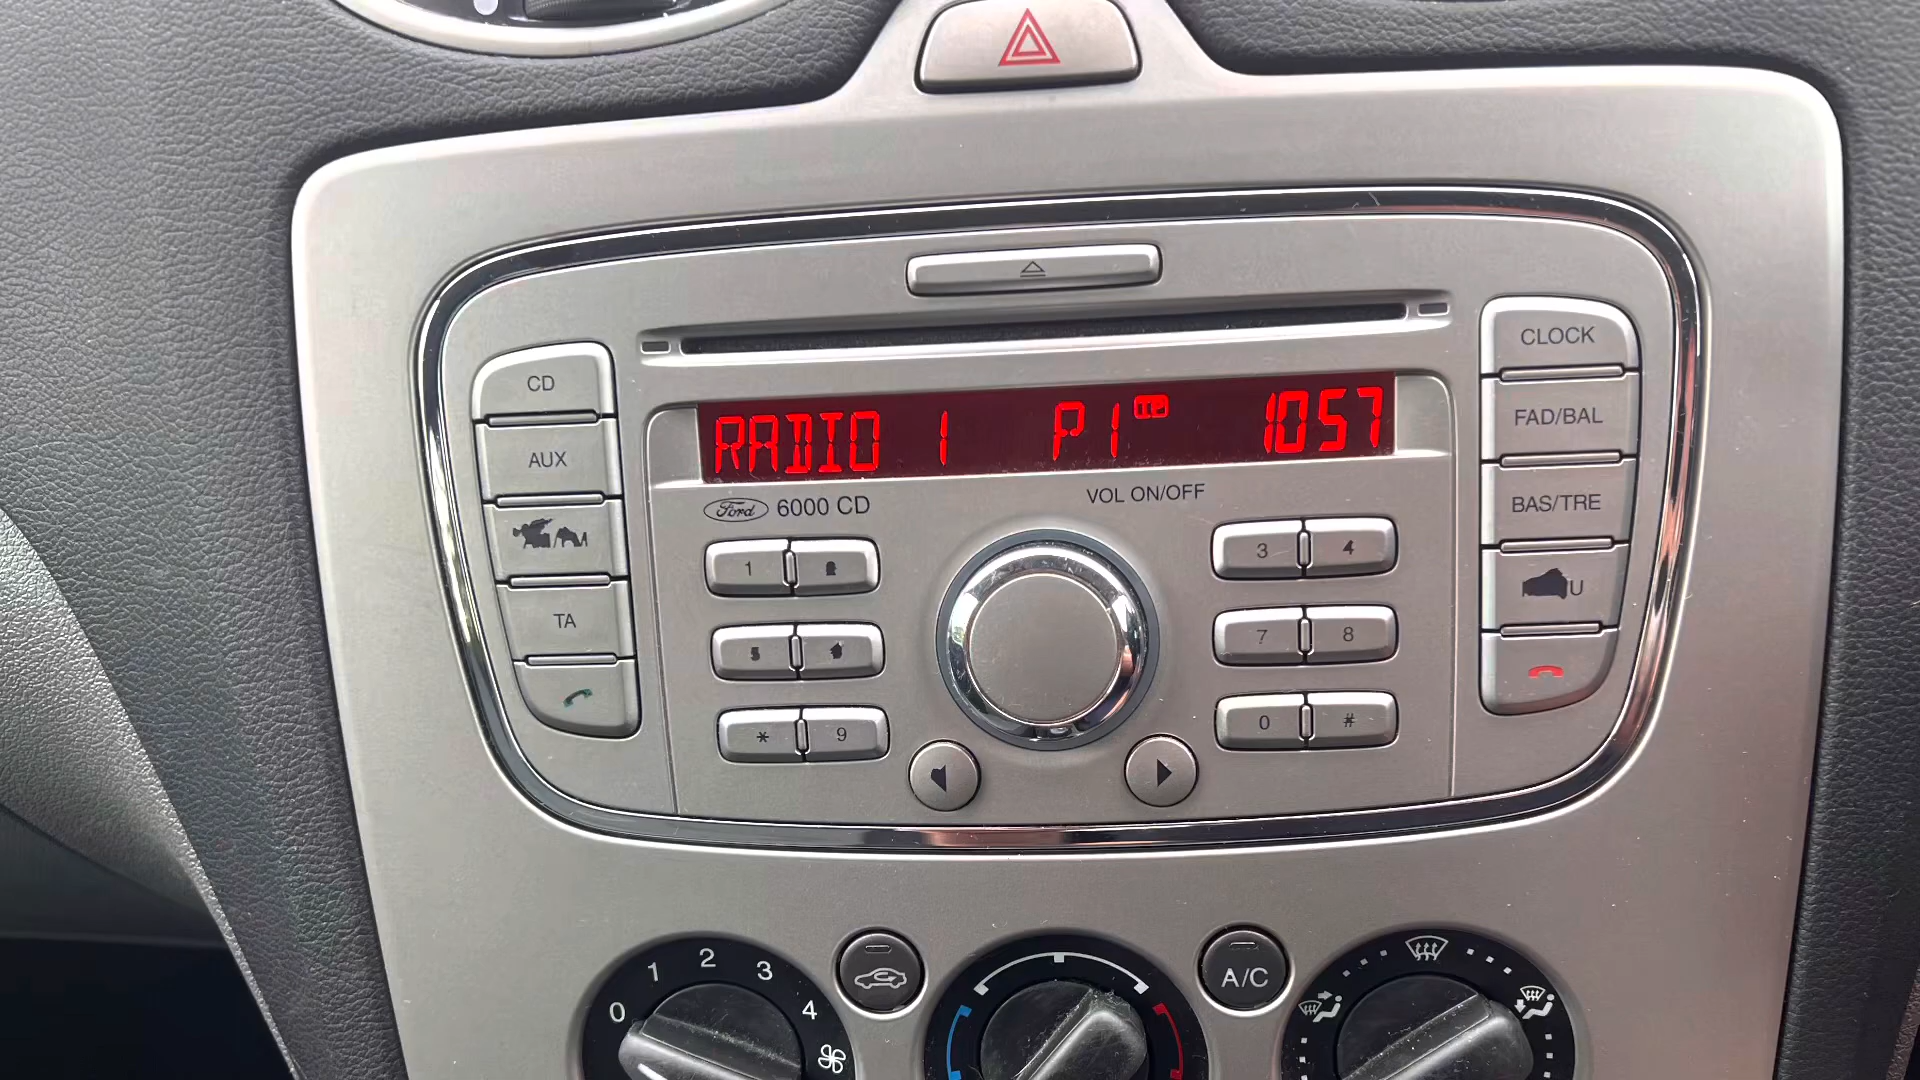 CLOCK
CD
RADIO 1 P1 1057
FAD/BAL
AUX
Ford 6000 CD
VOL ON/OFF
BAS/TRE
1
3
4
TA
5
7
8
* 9
0
#
0 1 2 3 4
A/C